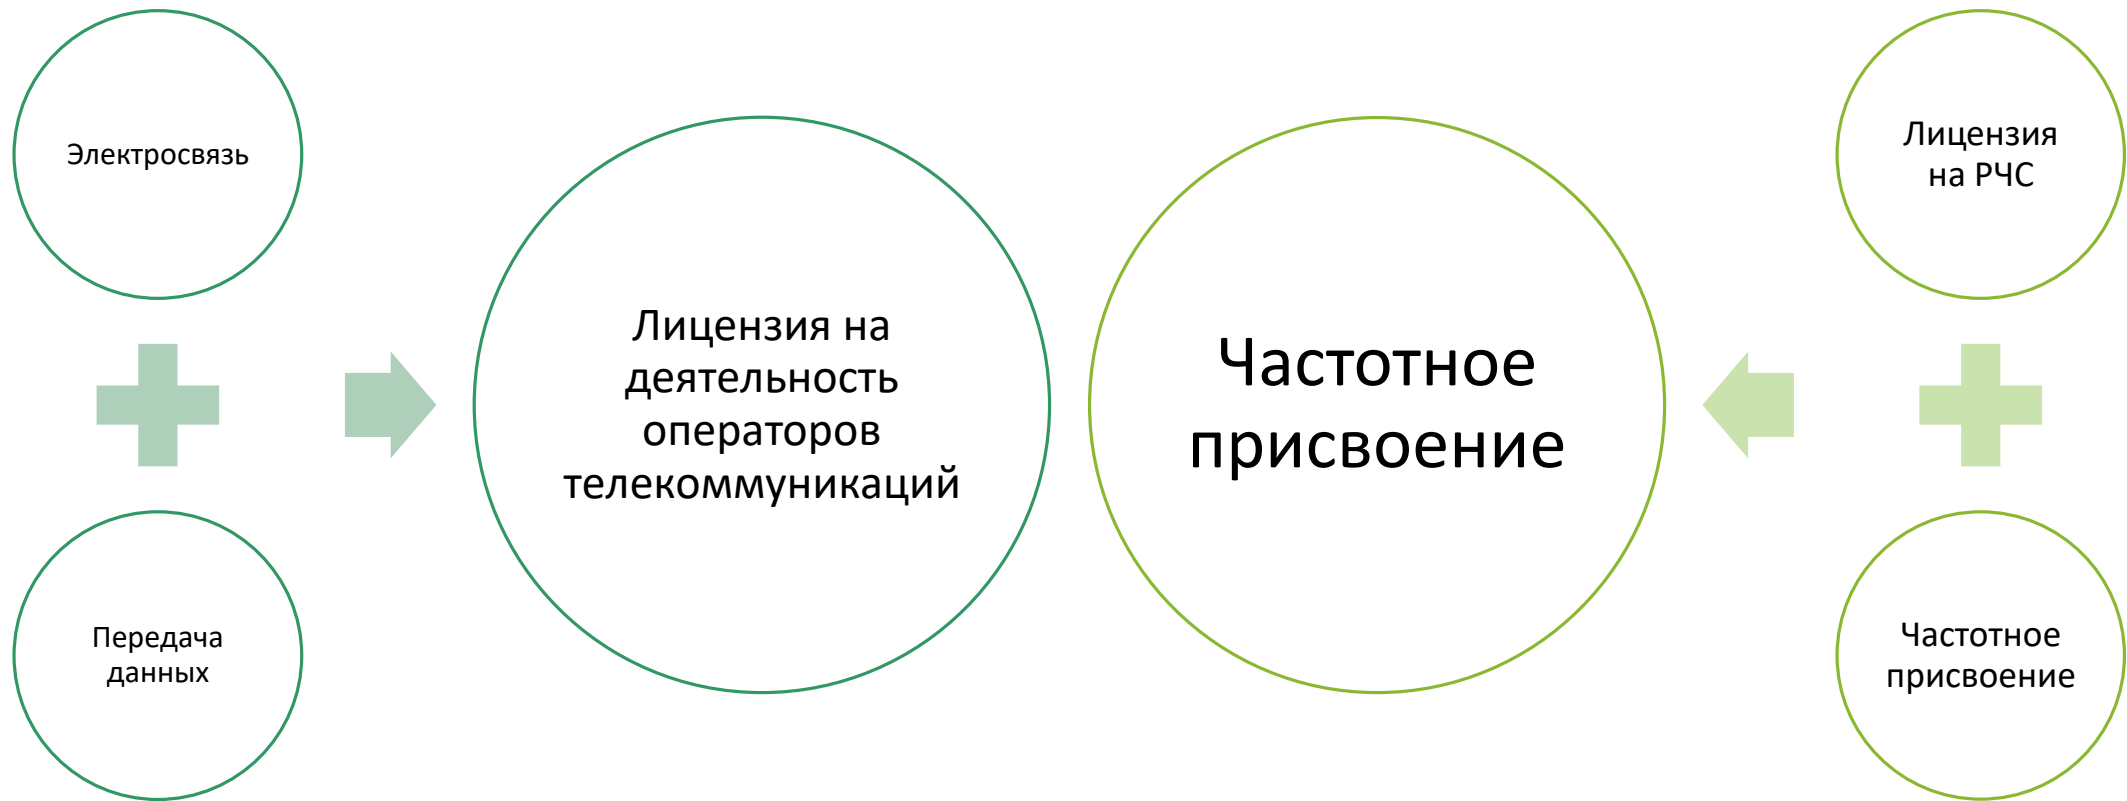 Электросвязь
Передача
данных
Лицензия на
деятельность
операторов
телекоммуникаций
Частотное
присвоение
Лицензия
на РЧС
Частотное
присвоение